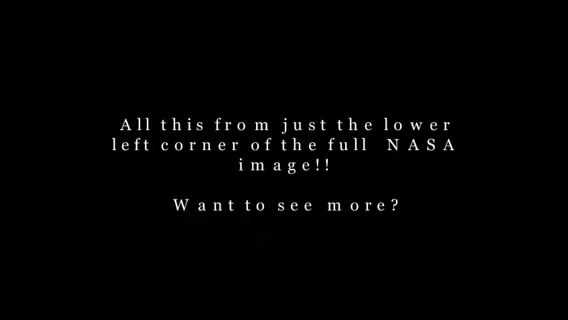 All this from just the lower
left corner of the full NASA
image!!
Want to see more?